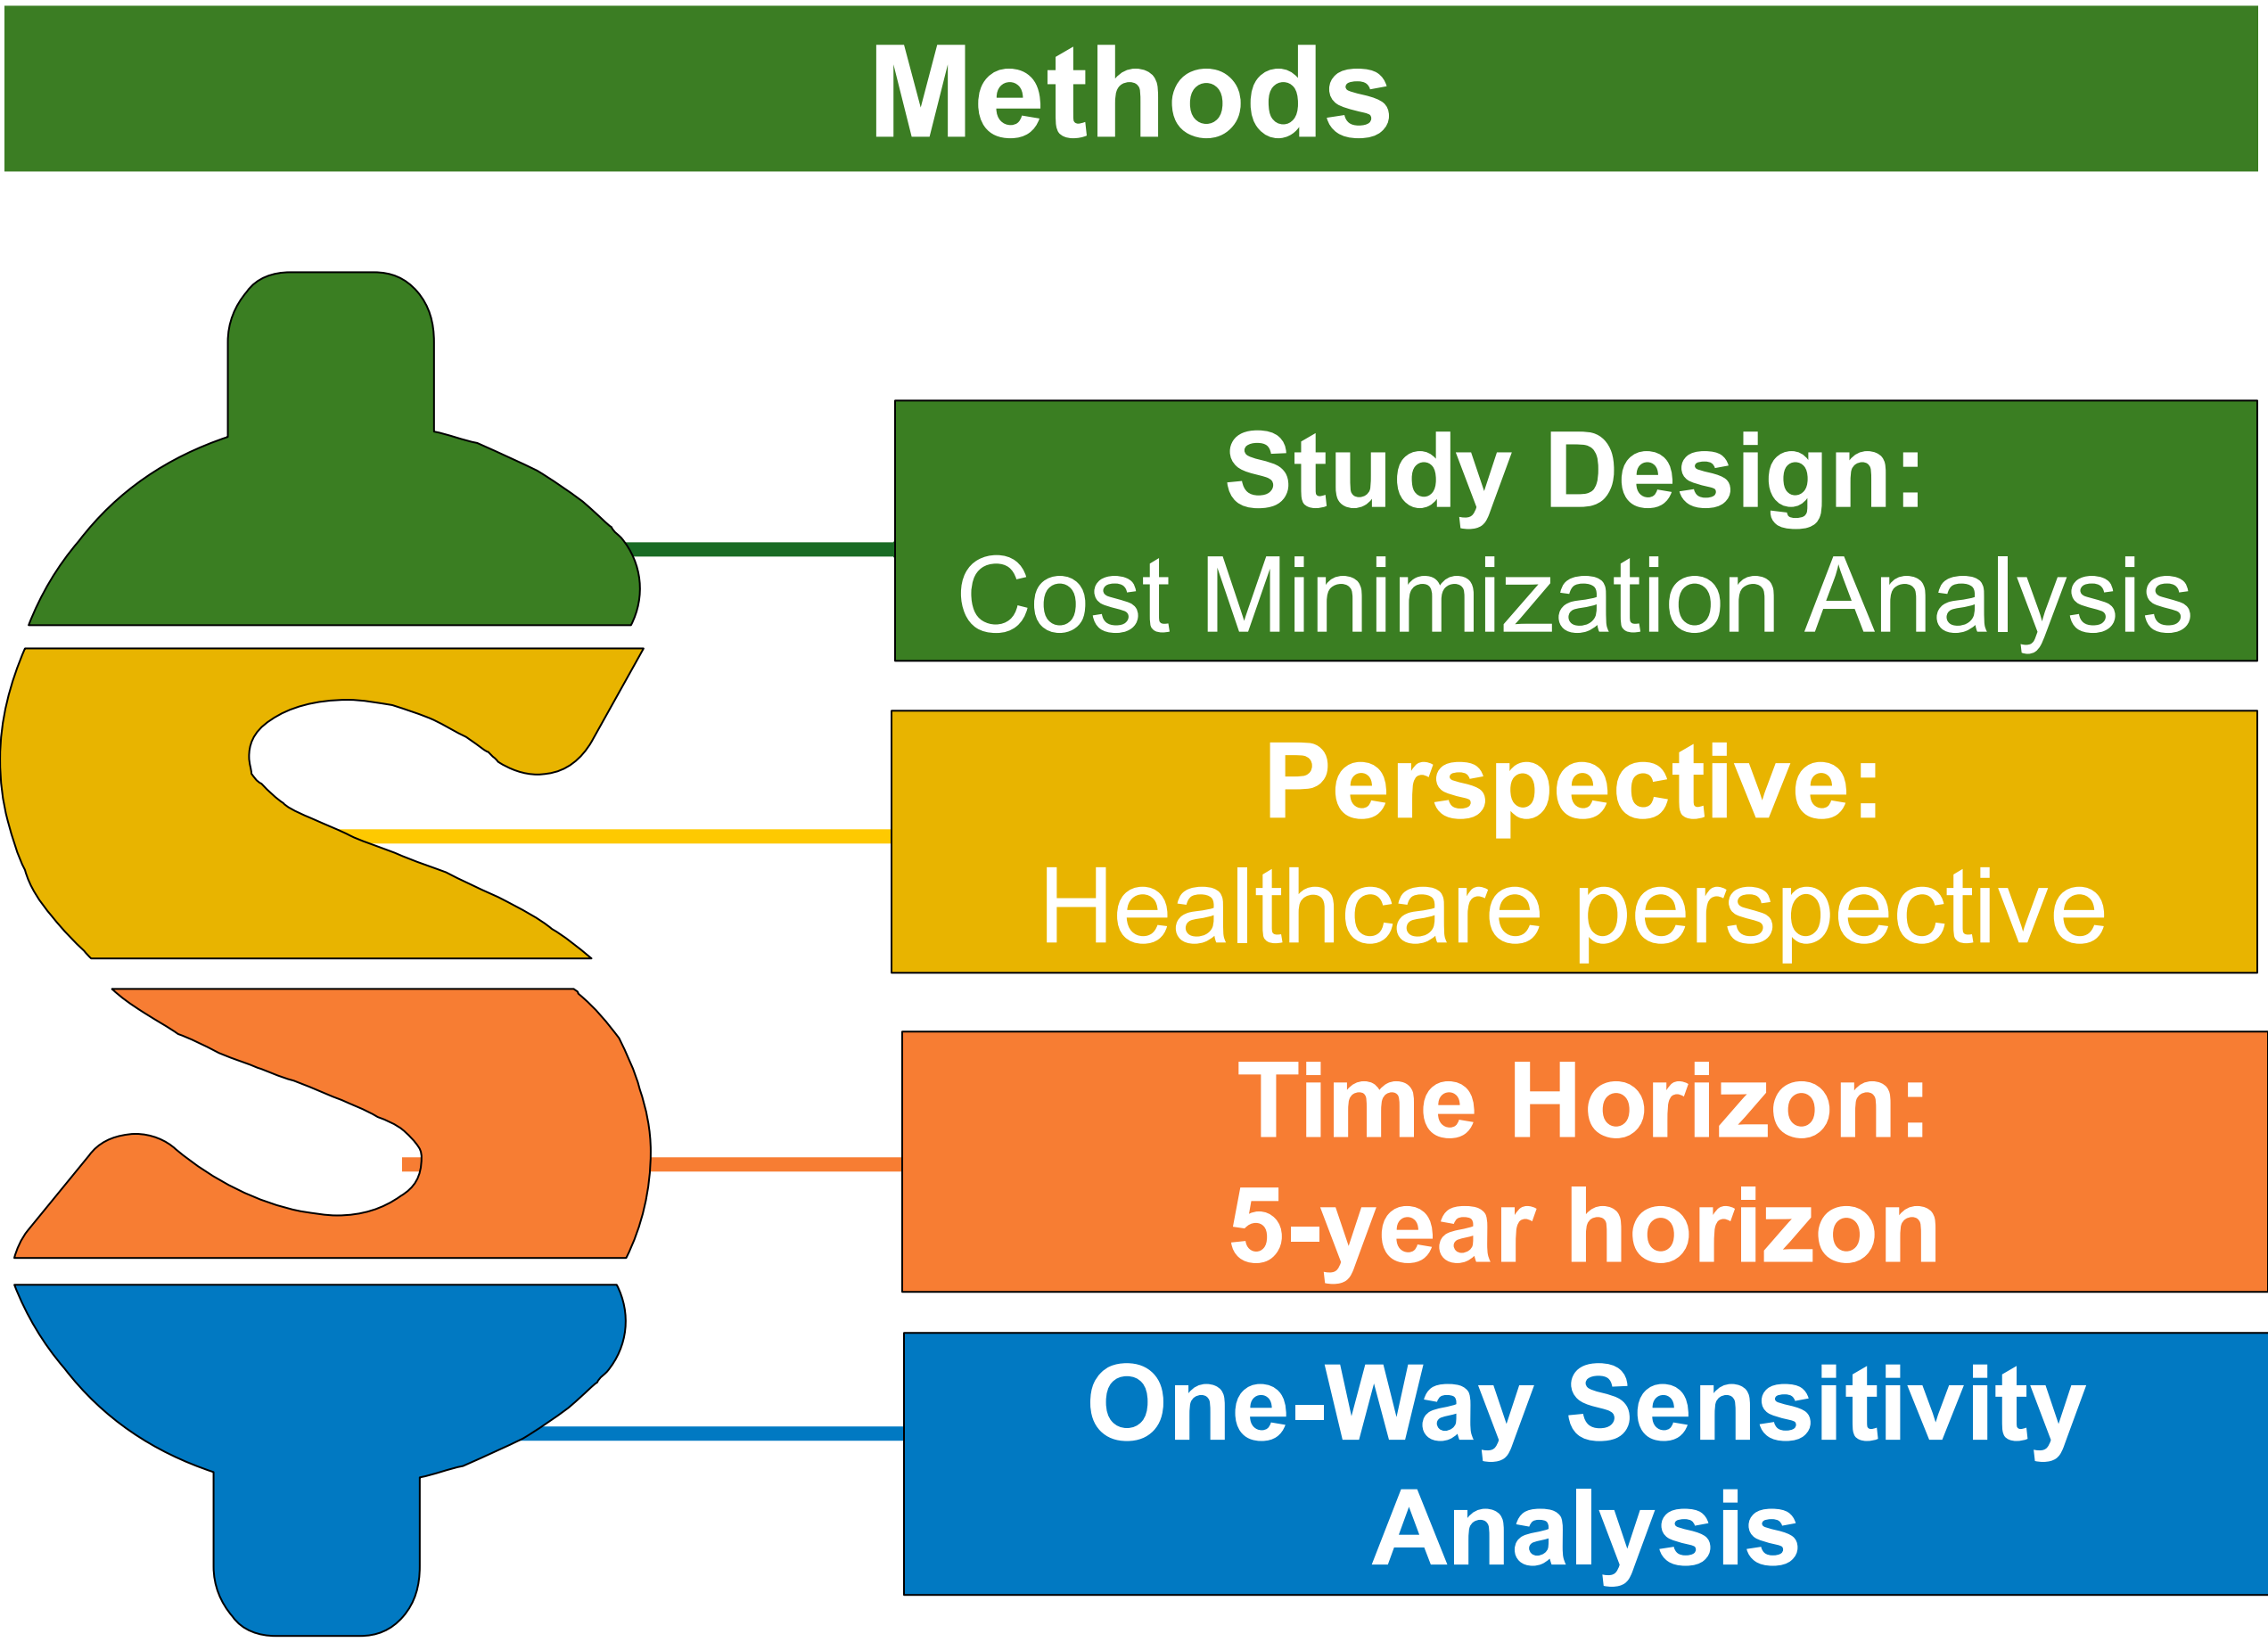 Methods
Study Design:
Cost Minimization Analysis
Perspective:
Healthcare perspective
Time Horizon:
5-year horizon
One-Way Sensitivity
Analysis